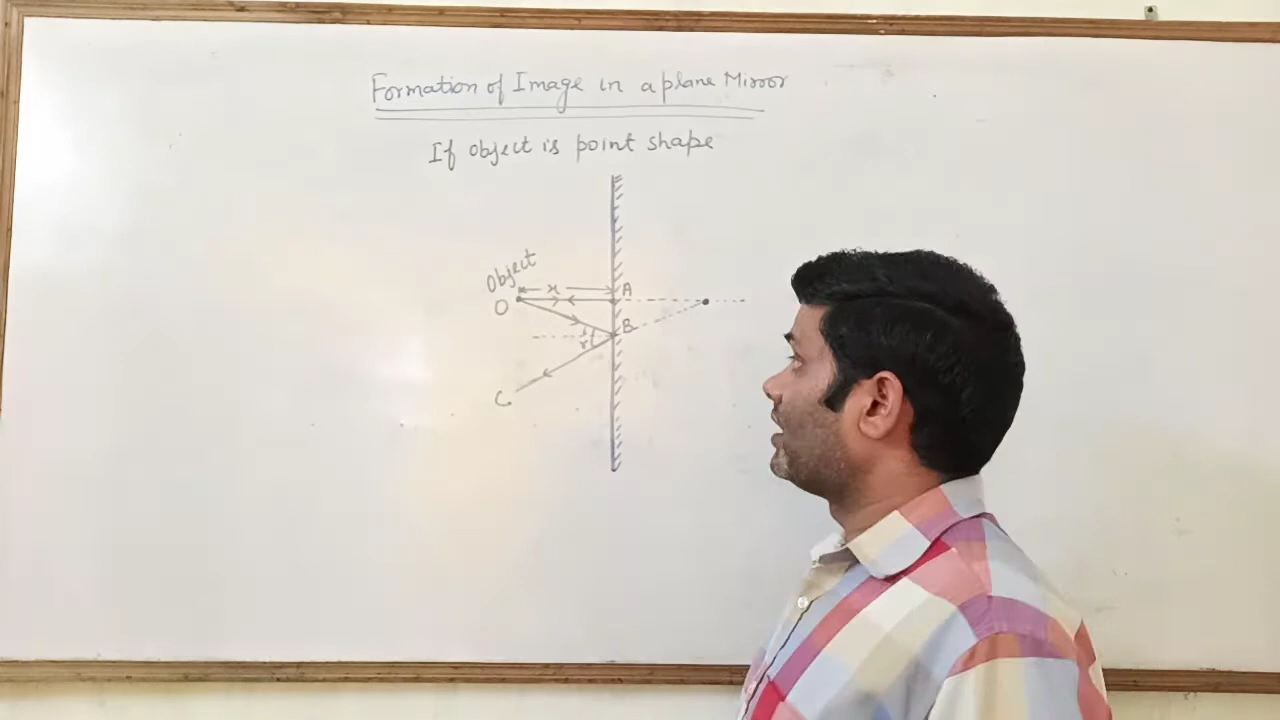 Formation of Image in a plane Mirror
If object is point shape
Object
x
A
O
B
i
r
C